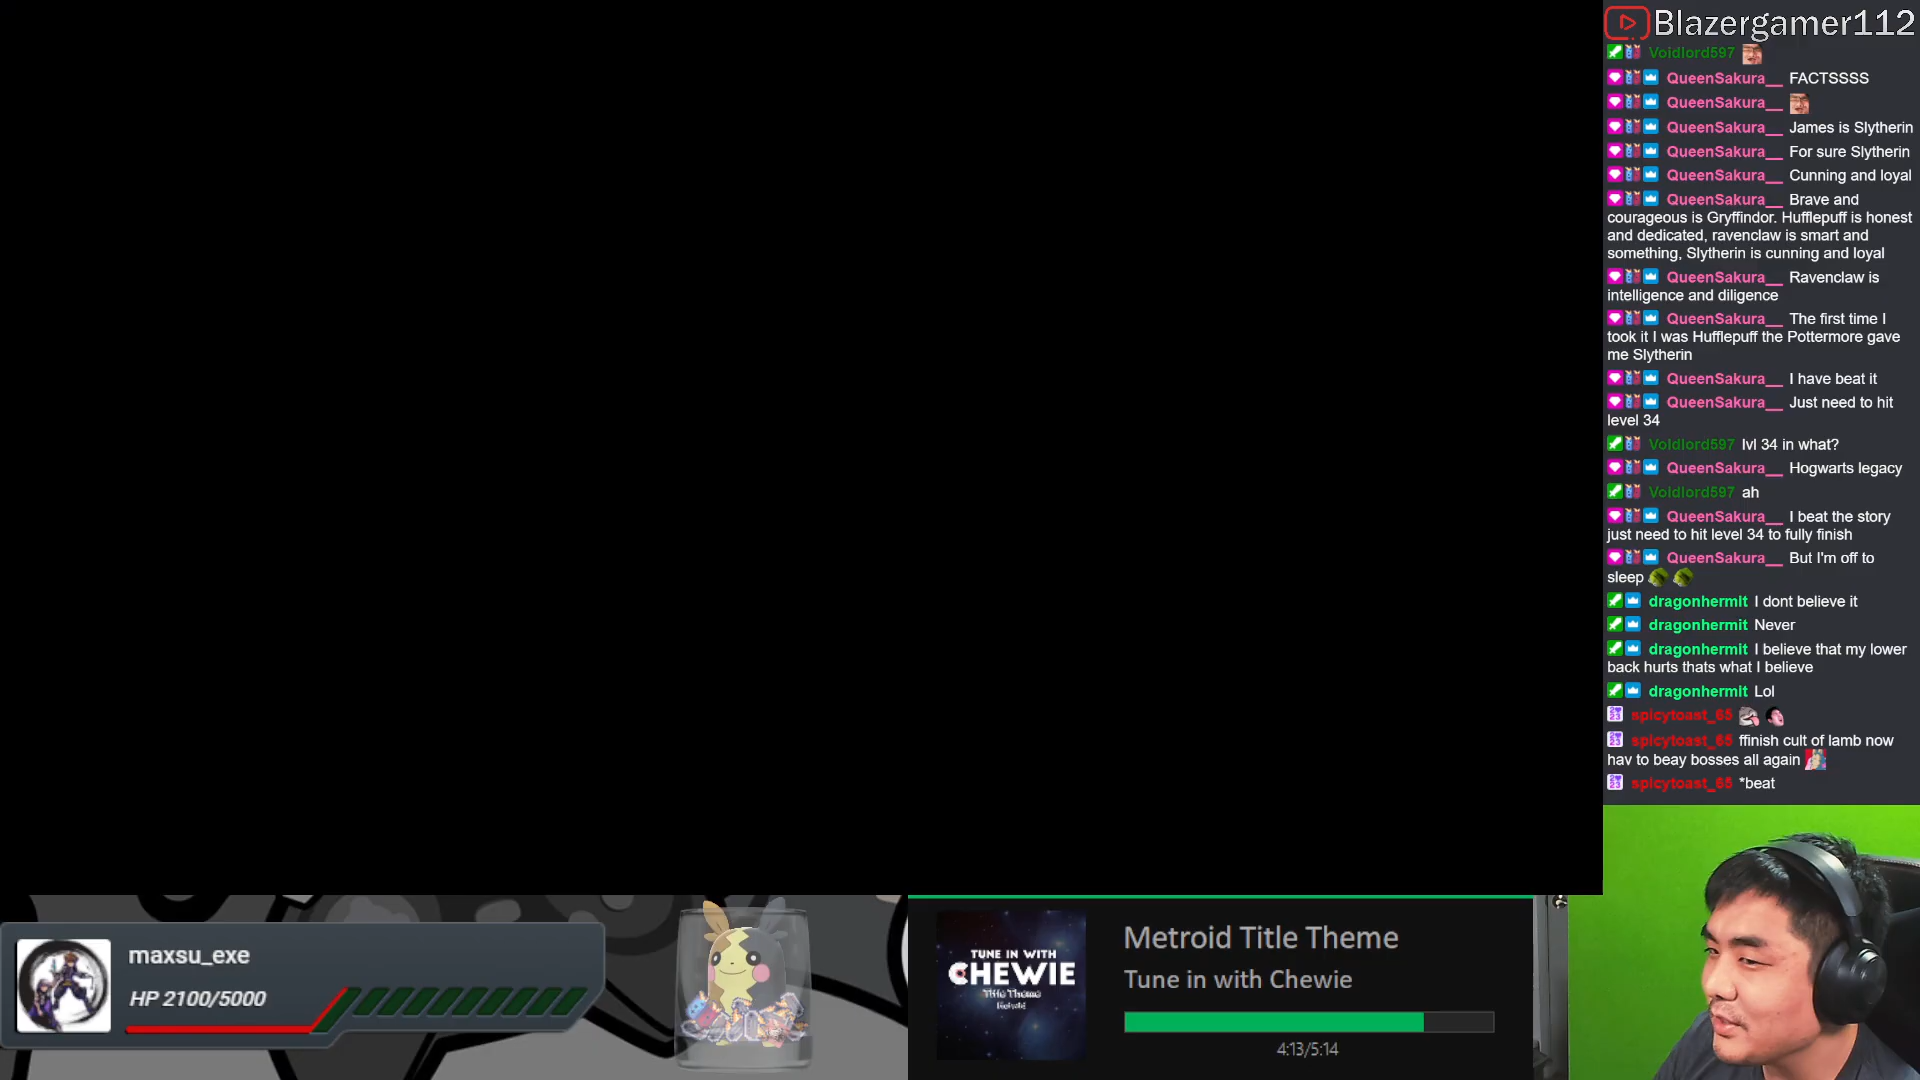 Blazergamer112
Voidlord597
QueenSakura__ FACTSSSS
QueenSakura__
QueenSakura__ James is Slytherin
QueenSakura__ For sure Slytherin
QueenSakura__ Cunning and loyal
QueenSakura__ Brave and
courageous is Gryffindor. Hufflepuff is honest
and dedicated, ravenclaw is smart and
something, Slytherin is cunning and loyal
QueenSakura__ Ravenclaw is
intelligence and diligence
QueenSakura__ The first time I
took it I was Hufflepuff the Pottermore gave
me Slytherin
QueenSakura__ I have beat it
QueenSakura__ Just need to hit
level 34
Voidlord597 lvl 34 in what?
QueenSakura__ Hogwarts legacy
Voidlord597 ah
QueenSakura__ I beat the story
just need to hit level 34 to fully finish
QueenSakura__ But I'm off to
sleep
dragonhermit I dont believe it
dragonhermit Never
dragonhermit I believe that my lower
back hurts thats what I believe
dragonhermit Lol
spicytoast_65
spicytoast_65 ffinish cult of lamb now
hav to beay bosses all again
spicytoast_65 *beat
maxsu_exe
HP 2100/5000
TUNE IN WITH
CHEWIE
Title Theme
Metroid
Metroid Title Theme
Tune in with Chewie
4:13/5:14